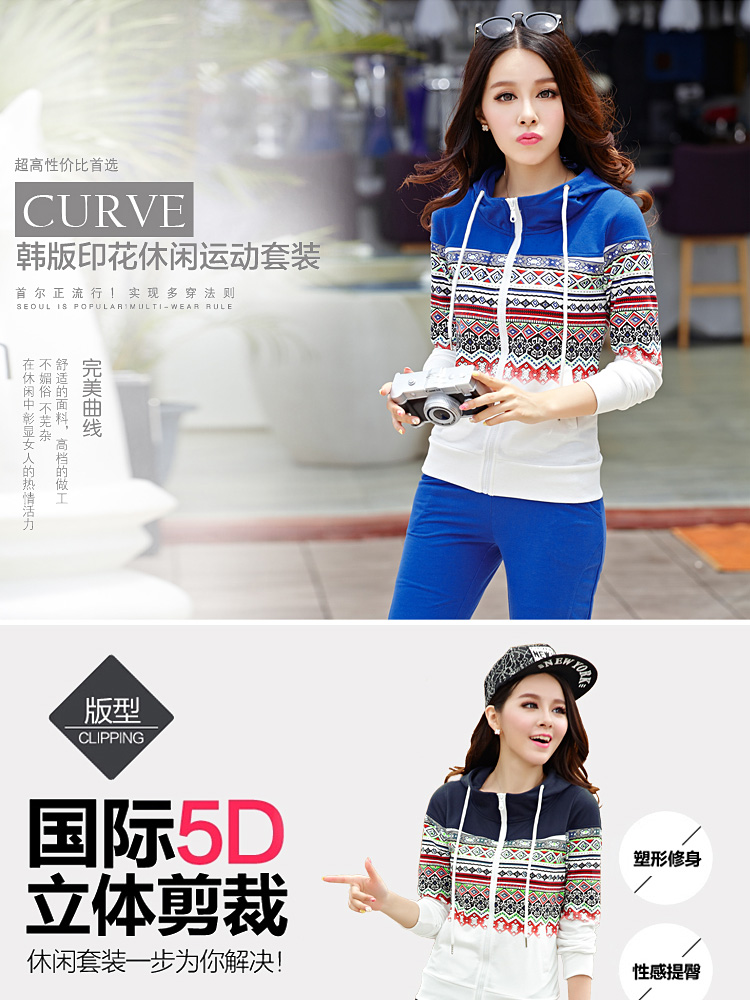 超高性价比首选
CURVE
韩版印花休闲运动套装
首尔正流行！实现多穿法则
SEOUL IS POPULAR!MULTI-WEAR RULE
完美曲线
舒适的面料，高档的做工
不媚俗 不芜杂
在休闲中彰显女人的热情活力
版型
CLIPPING
NEW
NEW YORK
国际5D
立体剪裁
休闲套装一步为你解决！
塑形修身
性感提臀